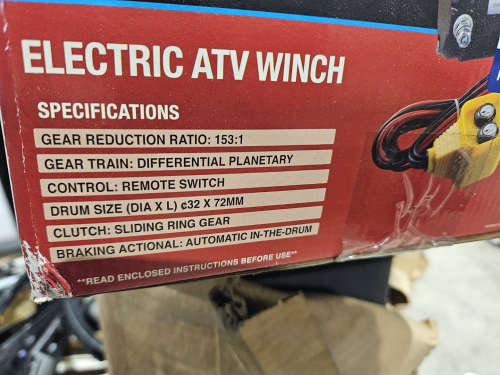 ELECTRIC ATV WINCH
SPECIFICATIONS
GEAR REDUCTION RATIO: 153:1
GEAR TRAIN: DIFFERENTIAL PLANETARY
CONTROL: REMOTE SWITCH
DRUM SIZE (DIA X L) ¢32 X 72MM
CLUTCH: SLIDING RING GEAR
BRAKING ACTIONAL: AUTOMATIC IN-THE-DRUM
**READ ENCLOSED INSTRUCTIONS BEFORE USE**